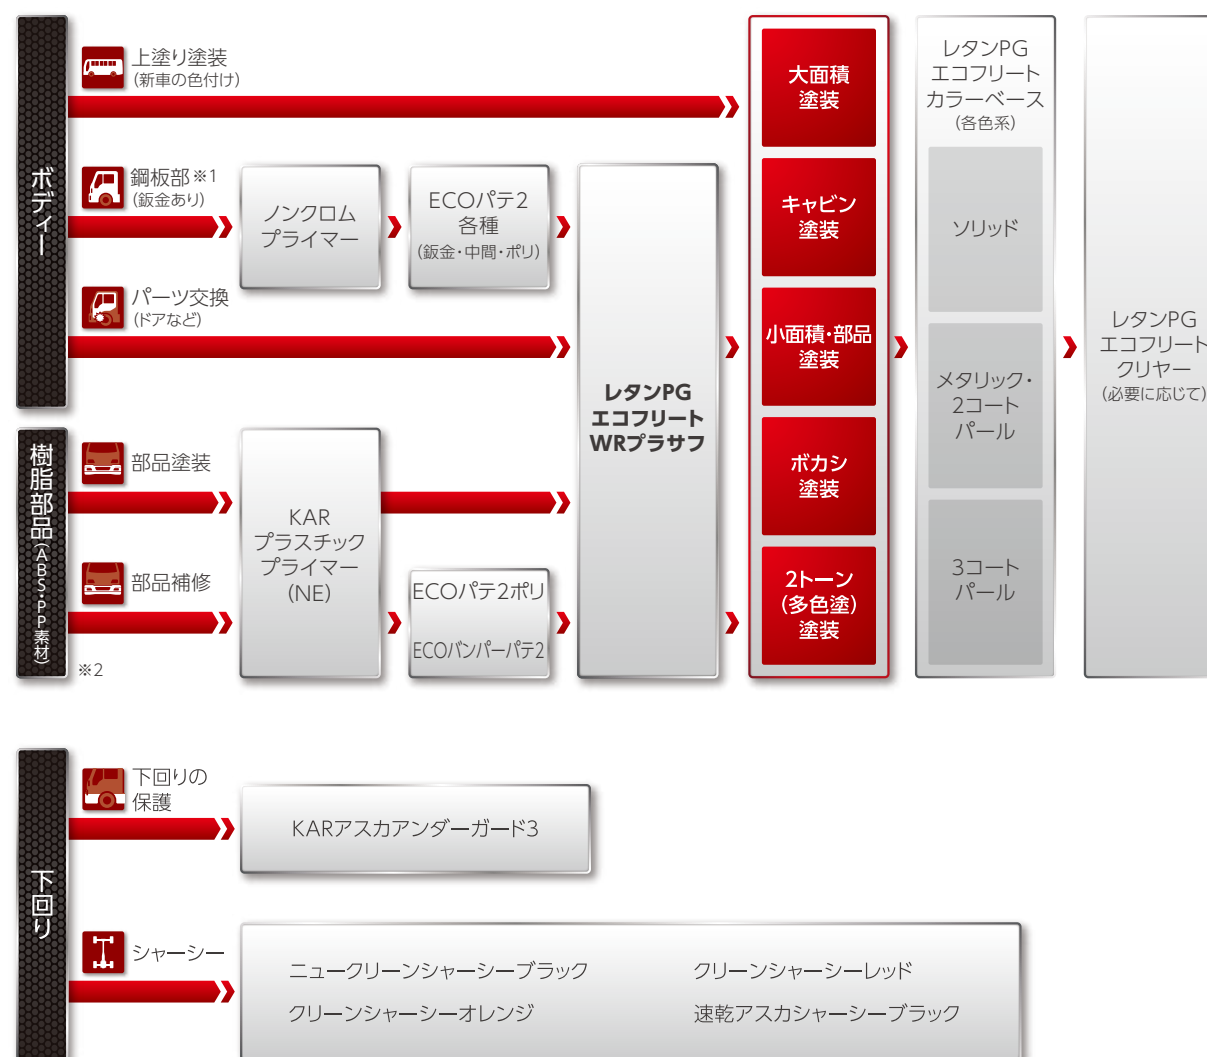 ボディー
上塗り塗装
(新車の色付け)
鋼板部※1
(鈑金あり)
ノンクロム
プライマー
ECOパテ2
各種
(鈑金・中間・ポリ)
パーツ交換
(ドアなど)
樹脂部品(ABS・PP素材)
※2
部品塗装
部品補修
KAR
プラスチック
プライマー
(NE)
ECOパテ2ポリ
ECOバンパーパテ2
レタンPG
エコフリート
WRプラサフ
大面積
塗装
キャビン
塗装
小面積・部品
塗装
ボカシ
塗装
2トーン
(多色塗)
塗装
レタンPG
エコフリート
カラーベース
(各色系)
ソリッド
メタリック・
2コート
パール
3コート
パール
レタンPG
エコフリート
クリヤー
(必要に応じて)
下回り
下回りの
保護
KARアスカアンダーガード3
シャーシー
ニュークリーンシャーシーブラック
クリーンシャーシーレッド
クリーンシャーシーオレンジ
速乾アスカシャーシーブラック